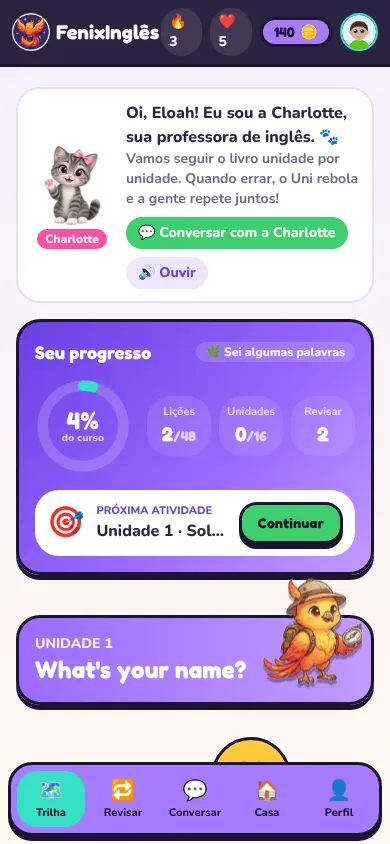 FenixInglês
🔥 3
❤️ 5
140 🪙
Oi, Eloah! Eu sou a Charlotte,
sua professora de inglês. 🐾
Vamos seguir o livro unidade por
unidade. Quando errar, o Uni rebola
e a gente repete juntos!
Charlotte
💬 Conversar com a Charlotte
🔊 Ouvir
Seu progresso
🌿 Sei algumas palavras
4%
do curso
Lições
2/48
Unidades
0/16
Revisar
2
PRÓXIMA ATIVIDADE
Unidade 1 · Sol...
Continuar
UNIDADE 1
What's your name?
Trilha
Revisar
Conversar
Casa
Perfil